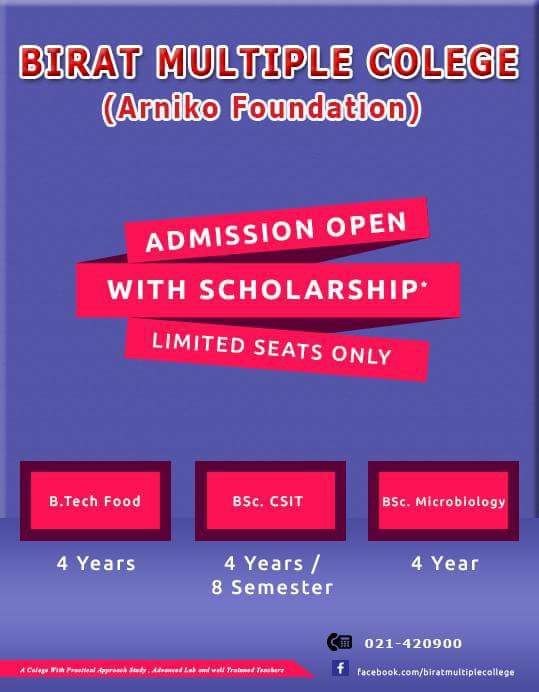 BIRAT MULTIPLE COLEGE
(Arniko Foundation)
ADMISSION OPEN
WITH SCHOLARSHIP*
LIMITED SEATS ONLY
B.Tech Food
BSc. CSIT
BSc. Microbiology
4 Years
4 Years /
8 Semester
4 Year
021-420900
A Colege With Practical Approach Study , Advanced Lab and well Trainned Teachers
facebook.com/biratmultiplecollege